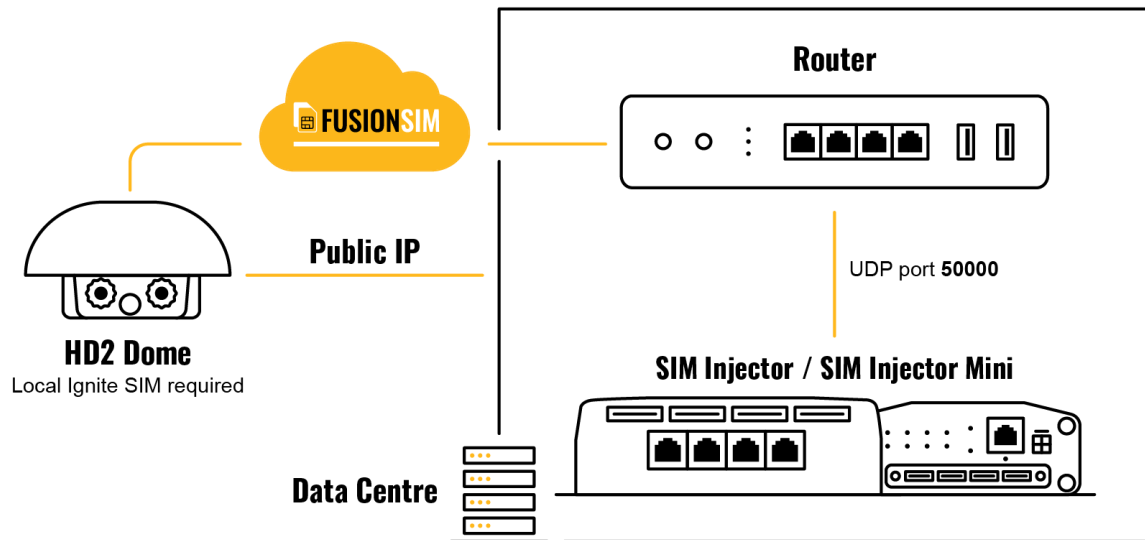 Router
FUSIONSIM
Public IP
UDP port 50000
HD2 Dome
Local Ignite SIM required
SIM Injector / SIM Injector Mini
Data Centre